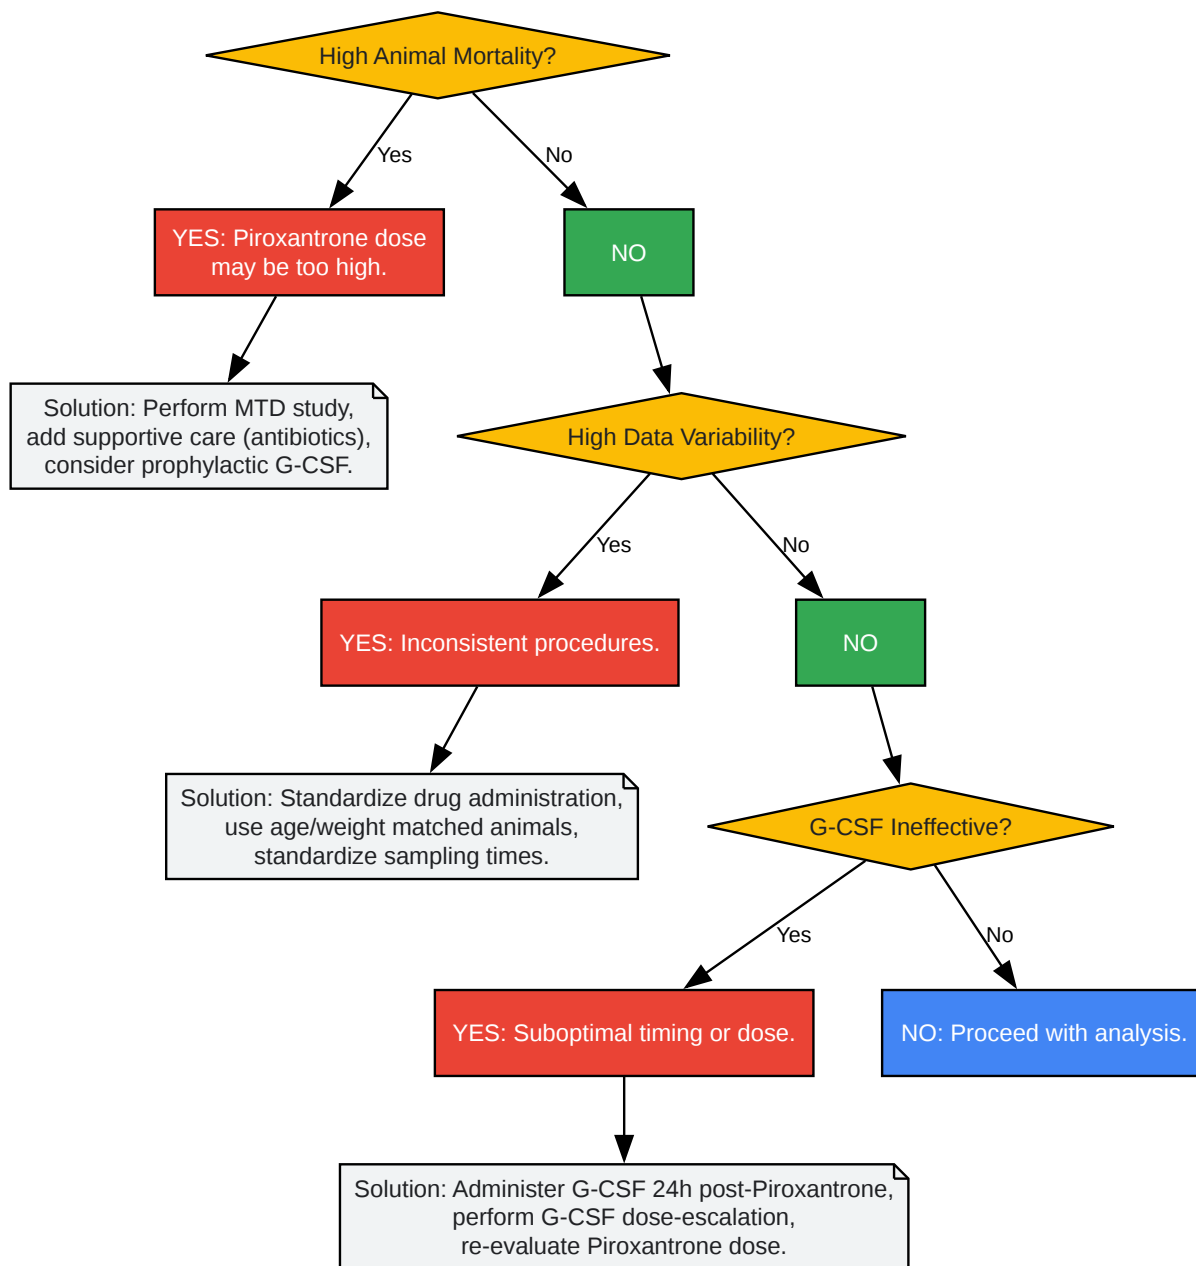 High Animal Mortality?
Yes
No
YES: Piroxantrone dose
may be too high.
NO
Solution: Perform MTD study,
add supportive care (antibiotics),
consider prophylactic G-CSF.
High Data Variability?
Yes
No
YES: Inconsistent procedures.
NO
Solution: Standardize drug administration,
use age/weight matched animals,
standardize sampling times.
G-CSF Ineffective?
Yes
No
YES: Suboptimal timing or dose.
NO: Proceed with analysis.
Solution: Administer G-CSF 24h post-Piroxantrone,
perform G-CSF dose-escalation,
re-evaluate Piroxantrone dose.